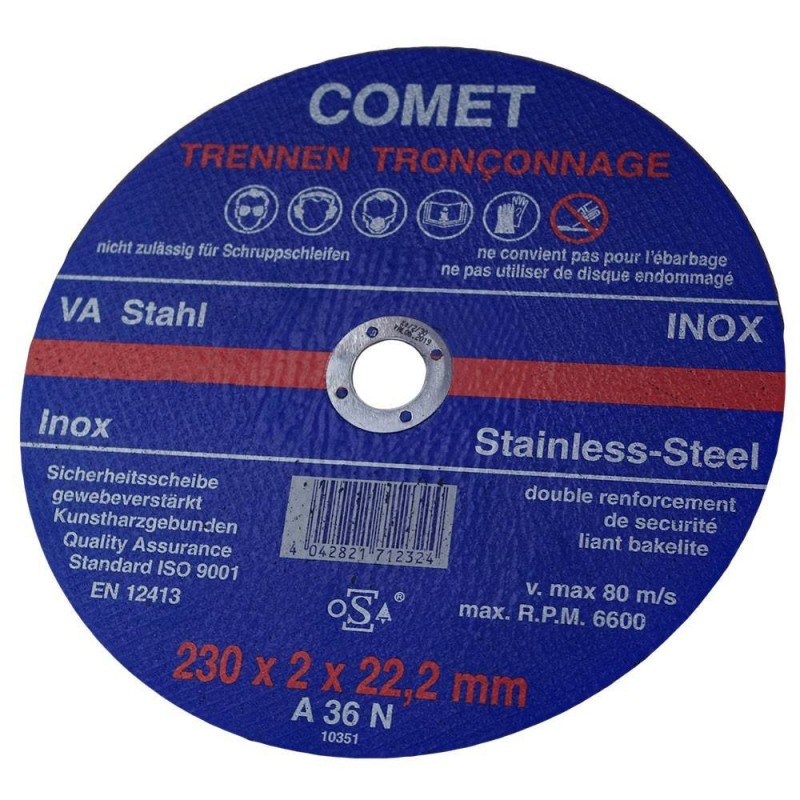 COMET
TRENNEN TRONÇONNAGE
nicht zulässig für Schruppschleifen
ne convient pas pour l'ébarbage
ne pas utiliser de disque endommagé
VA Stahl
INOX
Inox
Stainless-Steel
Sicherheitsscheibe
gewebeverstärkt
Kunstharzgebunden
Quality Assurance
Standard ISO 9001
EN 12413
double renforcement
de securité
liant bakelite
4 042821 712324
v. max 80 m/s
max. R.P.M. 6600
oSA®
230 x 2 x 22,2 mm
A 36 N
10351